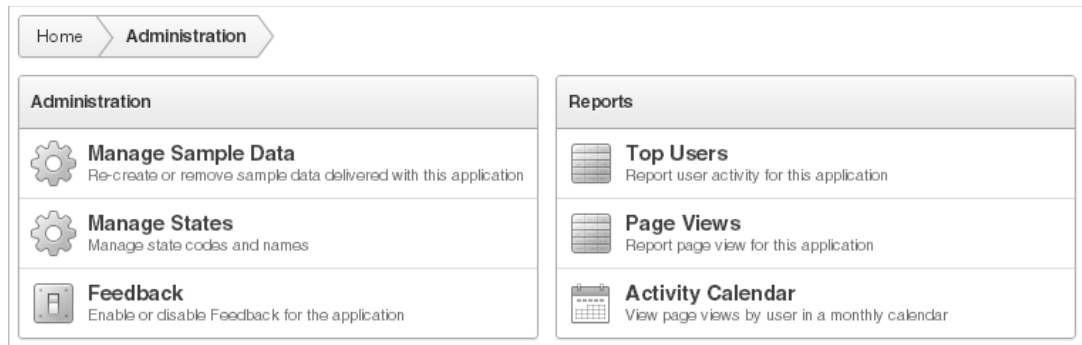 Home
Administration
Administration
Manage Sample Data
Re-create or remove sample data delivered with this application
Manage States
Manage state codes and names
Feedback
Enable or disable Feedback for the application
Reports
Top Users
Report user activity for this application
Page Views
Report page view for this application
Activity Calendar
View page views by user in a monthly calendar